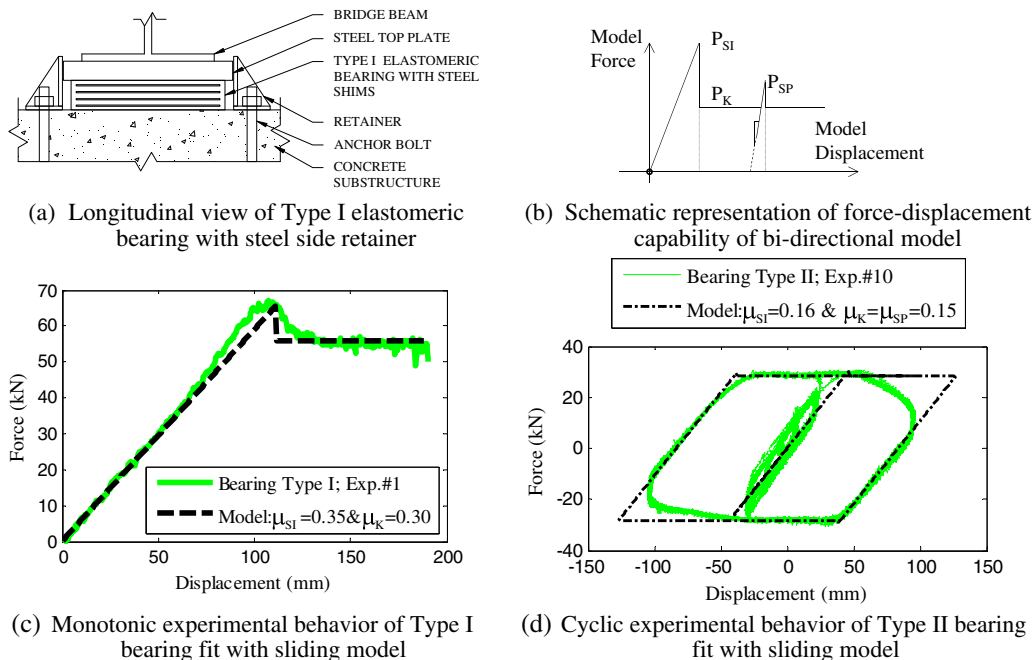 BRIDGE BEAM
STEEL TOP PLATE
TYPE I ELASTOMERIC
BEARING WITH STEEL
SHIMS
RETAINER
ANCHOR BOLT
CONCRETE
SUBSTRUCTURE
(a) Longitudinal view of Type I elastomeric
bearing with steel side retainer
Model
Force
P_SI
P_K
P_SP
Model
Displacement
(b) Schematic representation of force-displacement
capability of bi-directional model
70
60
50
40
30
20
10
0
Force (kN)
Bearing Type I; Exp.#1
Model:μ_SI =0.35&μ_K=0.30
0
50
100
150
200
Displacement (mm)
(c) Monotonic experimental behavior of Type I
bearing fit with sliding model
Bearing Type II; Exp.#10
Model:μ_SI=0.16 & μ_K=μ_SP=0.15
40
20
0
-20
-40
Force (kN)
-150
-100
-50
0
50
100
150
Displacement (mm)
(d) Cyclic experimental behavior of Type II bearing
fit with sliding model